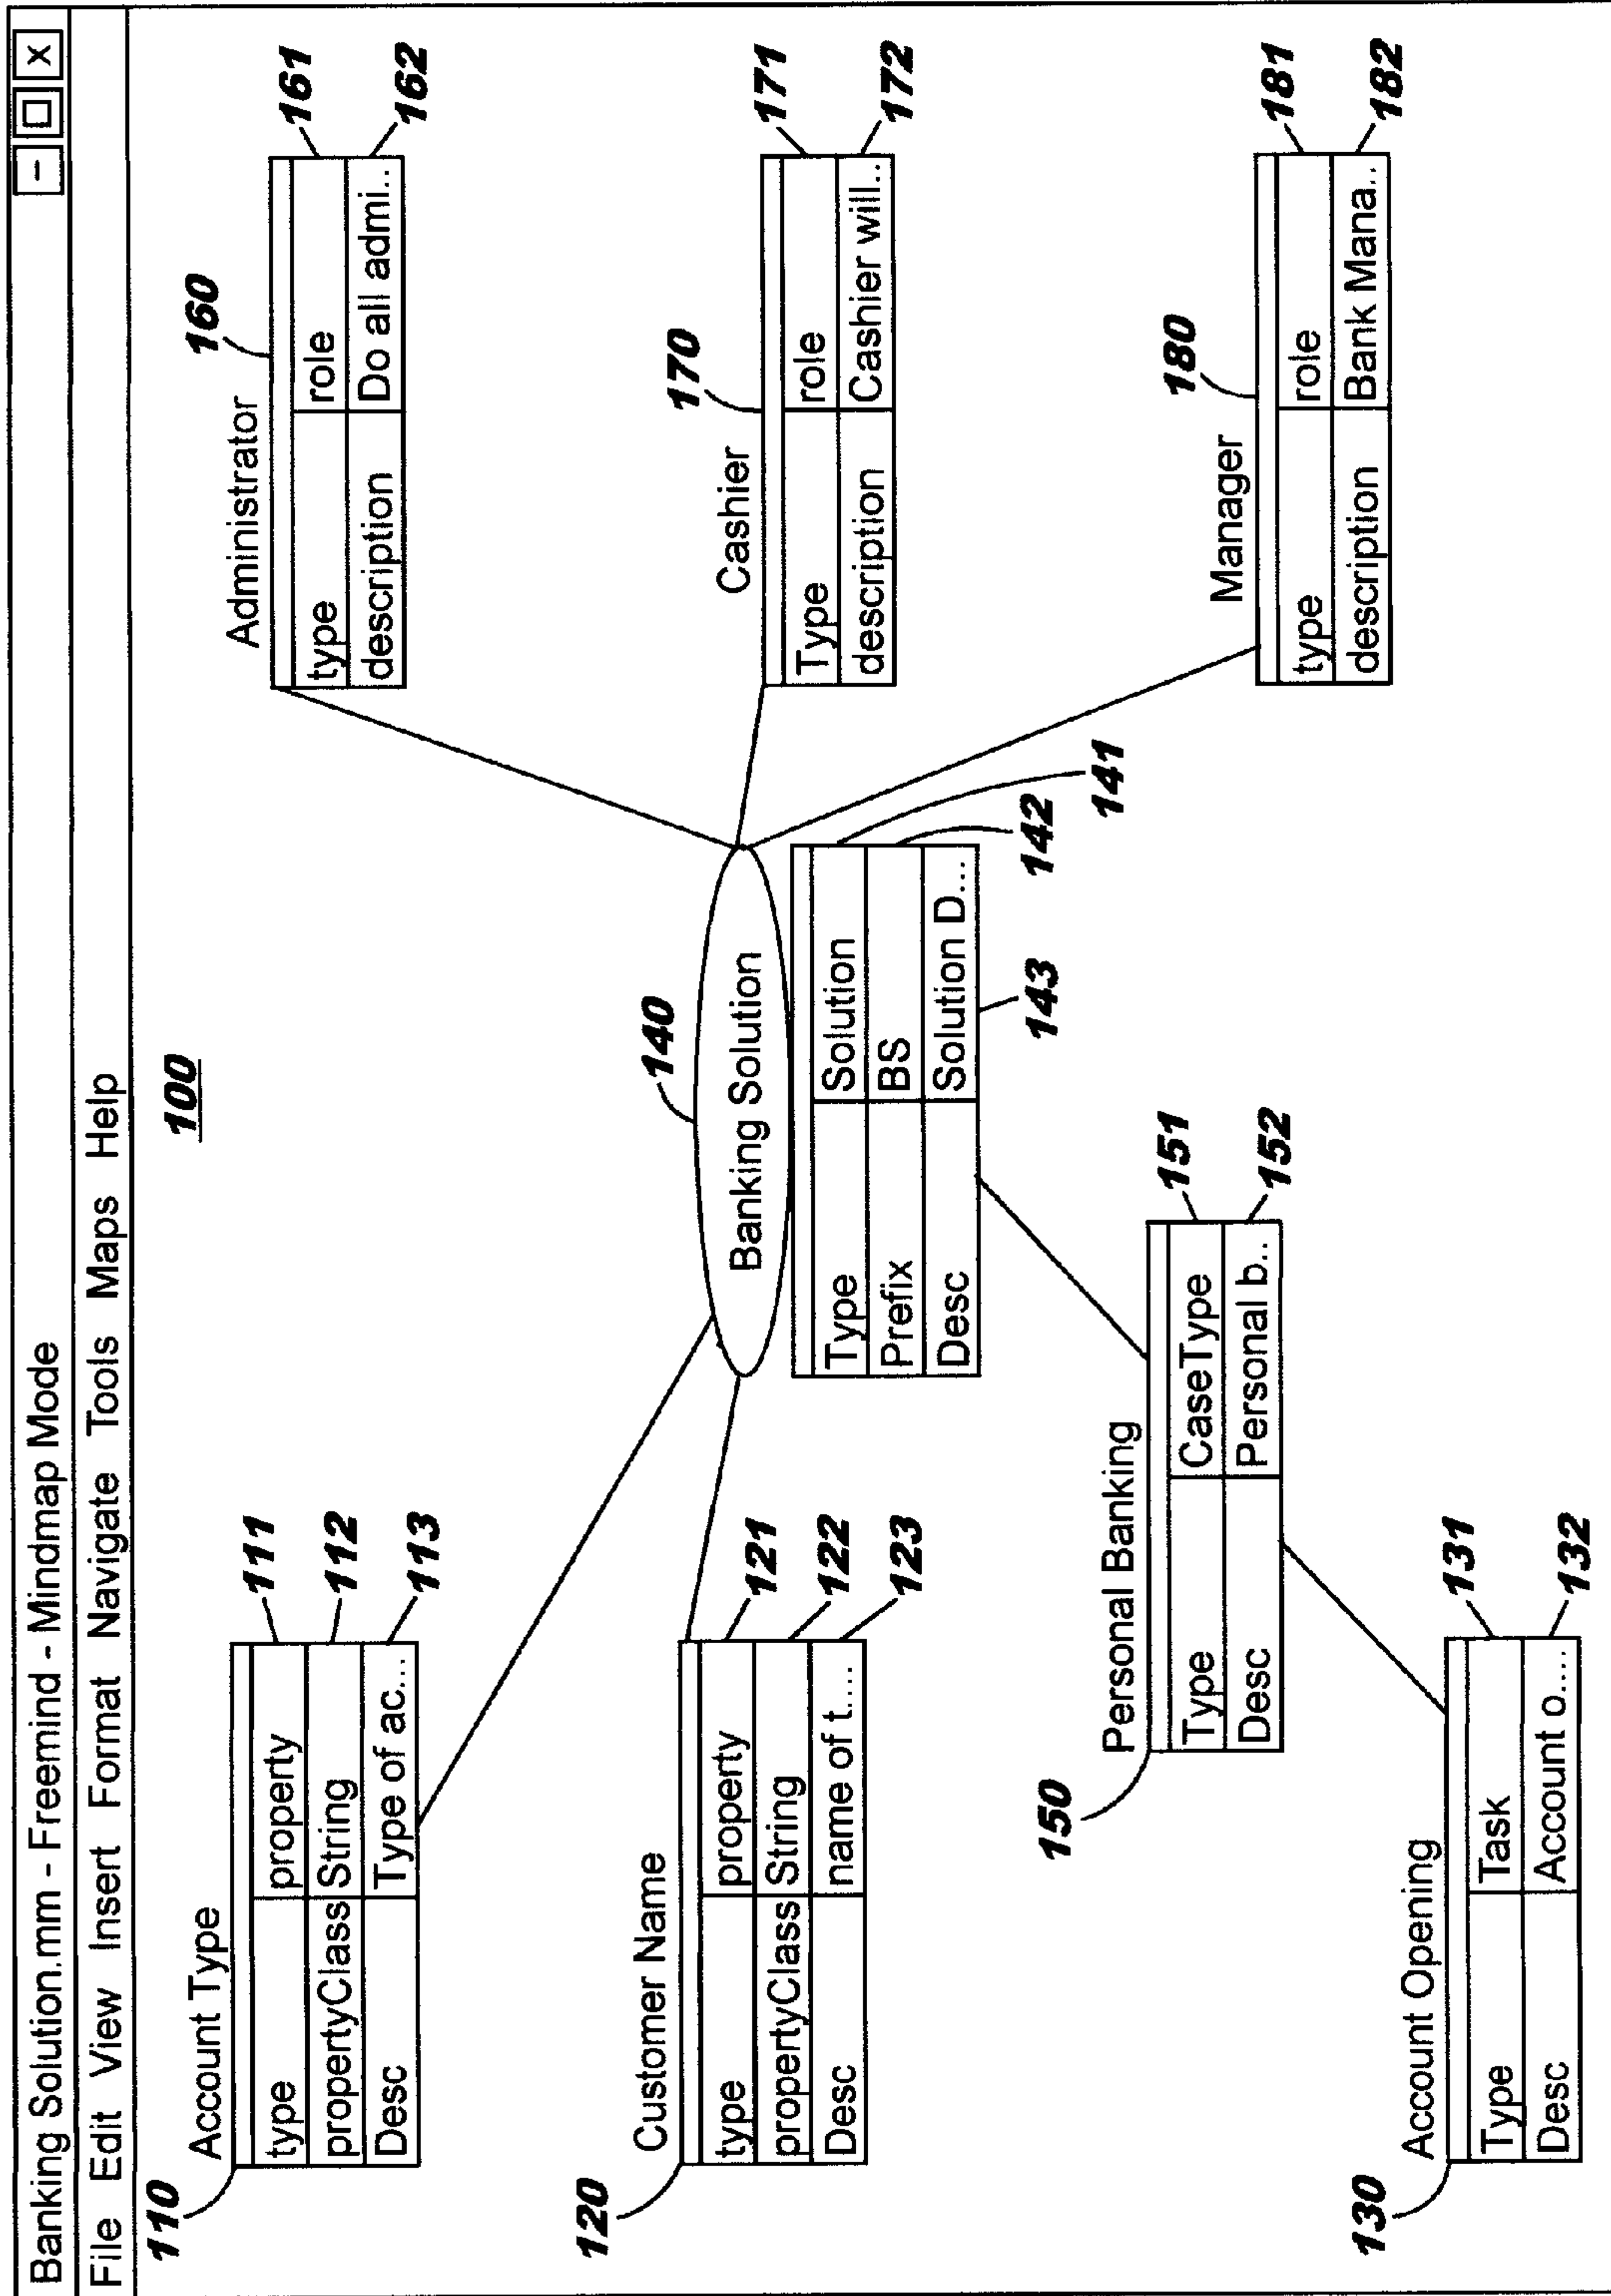 Banking Solution.mm - Freemind - Mindmap Mode
– □ X
File Edit View Insert Format Navigate Tools Maps Help
100
110
Account Type
type property 111
propertyClass String 112
Desc Type of ac... 113
120
Customer Name
type property 121
propertyClass String 122
Desc name of t.... 123
130
Account Opening
Type Task 131
Desc Account o.... 132
140
Banking Solution
Type Solution 141
Prefix BS 142
Desc Solution D... 143
150
Personal Banking
Type CaseType 151
Desc Personal b... 152
160
Administrator
type role 161
description Do all admi... 162
170
Cashier
Type role 171
description Cashier will.. 172
180
Manager
type role 181
description Bank Mana.. 182